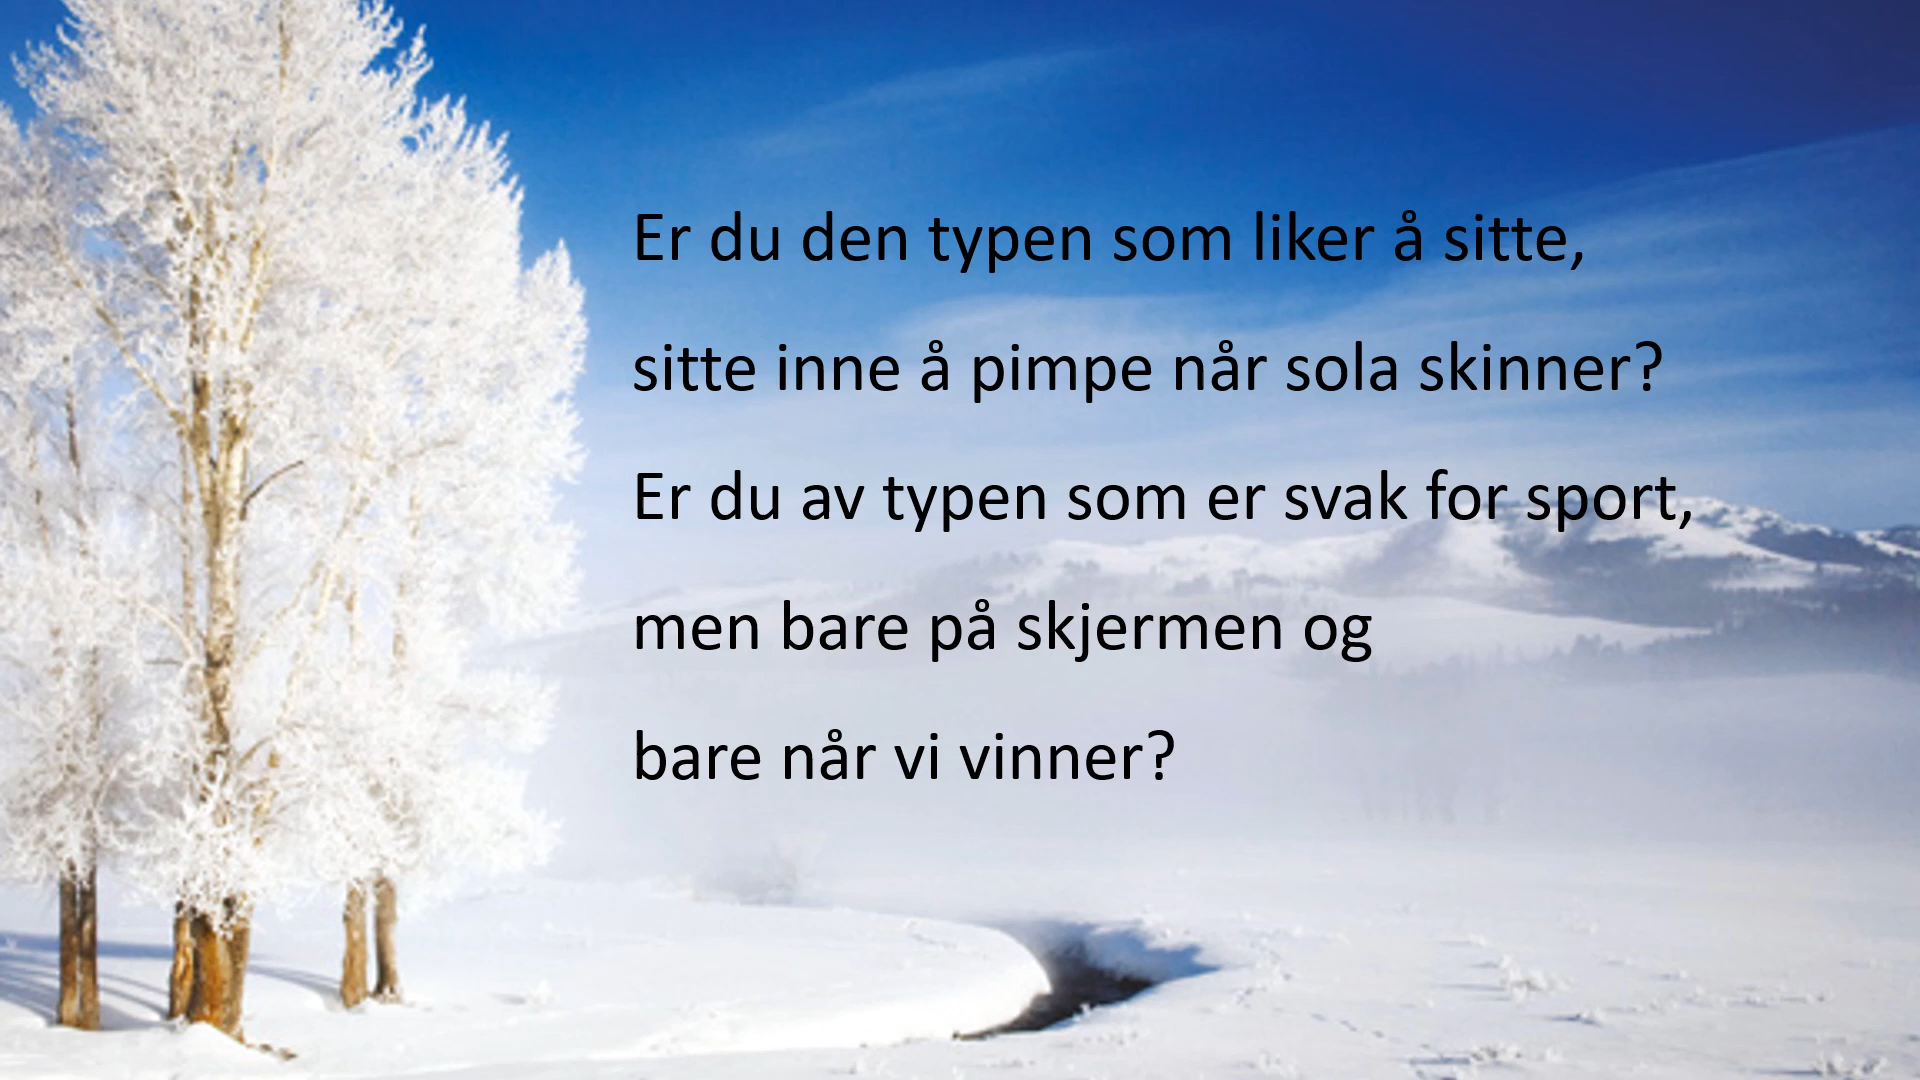 Er du den typen som liker å sitte,
sitte inne å pimpe når sola skinner?
Er du av typen som er svak for sport,
men bare på skjermen og
bare når vi vinner?